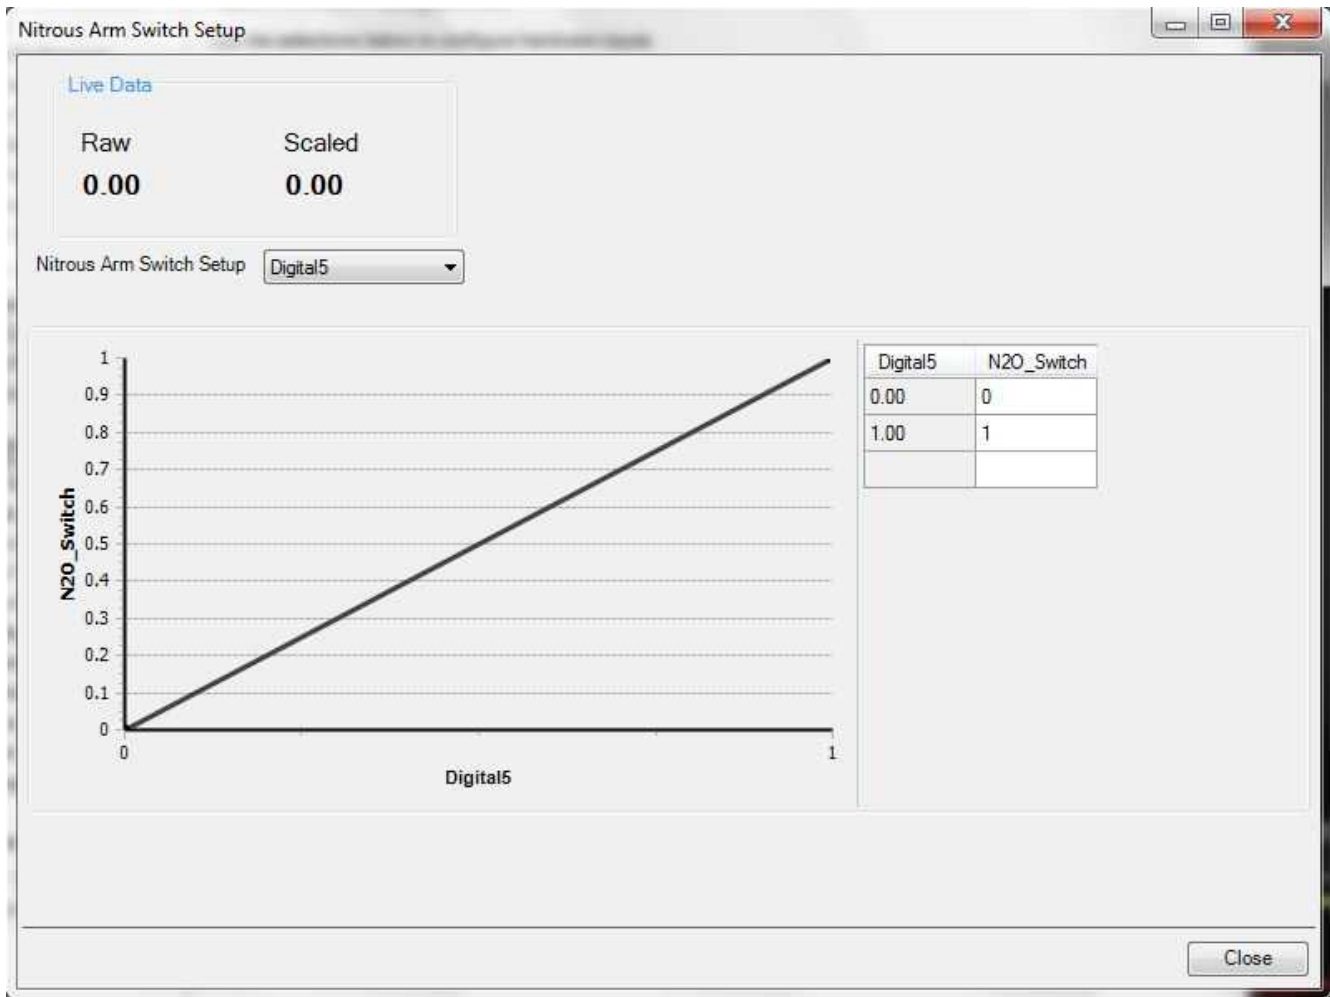 Nitrous Arm Switch Setup
Live Data
Raw Scaled
0.00 0.00
Nitrous Arm Switch Setup Digital5
Digital5 N2O_Switch
0.00 0
1.00 1
N2O_Switch
1
0.9
0.8
0.7
0.6
0.5
0.4
0.3
0.2
0.1
0
0 1
Digital5
Close